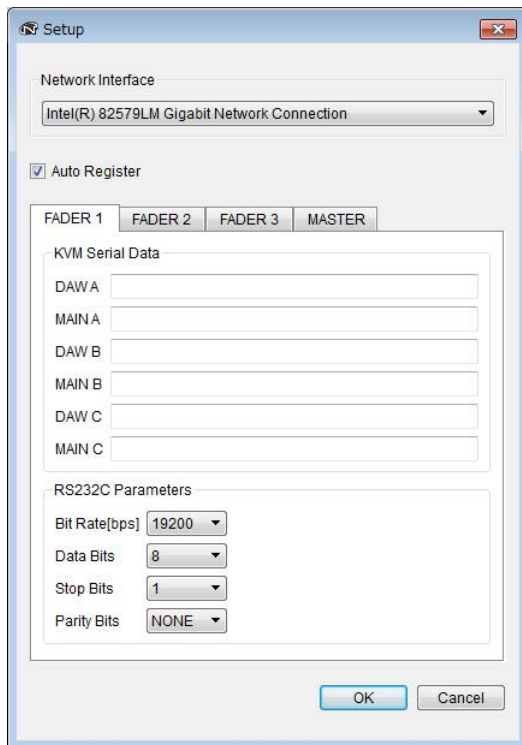 Setup
Network Interface
Intel(R) 82579LM Gigabit Network Connection
Auto Register
FADER 1 FADER 2 FADER 3 MASTER
KVM Serial Data
DAW A
MAIN A
DAW B
MAIN B
DAW C
MAIN C
RS232C Parameters
Bit Rate[bps] 19200
Data Bits 8
Stop Bits 1
Parity Bits NONE
OK Cancel